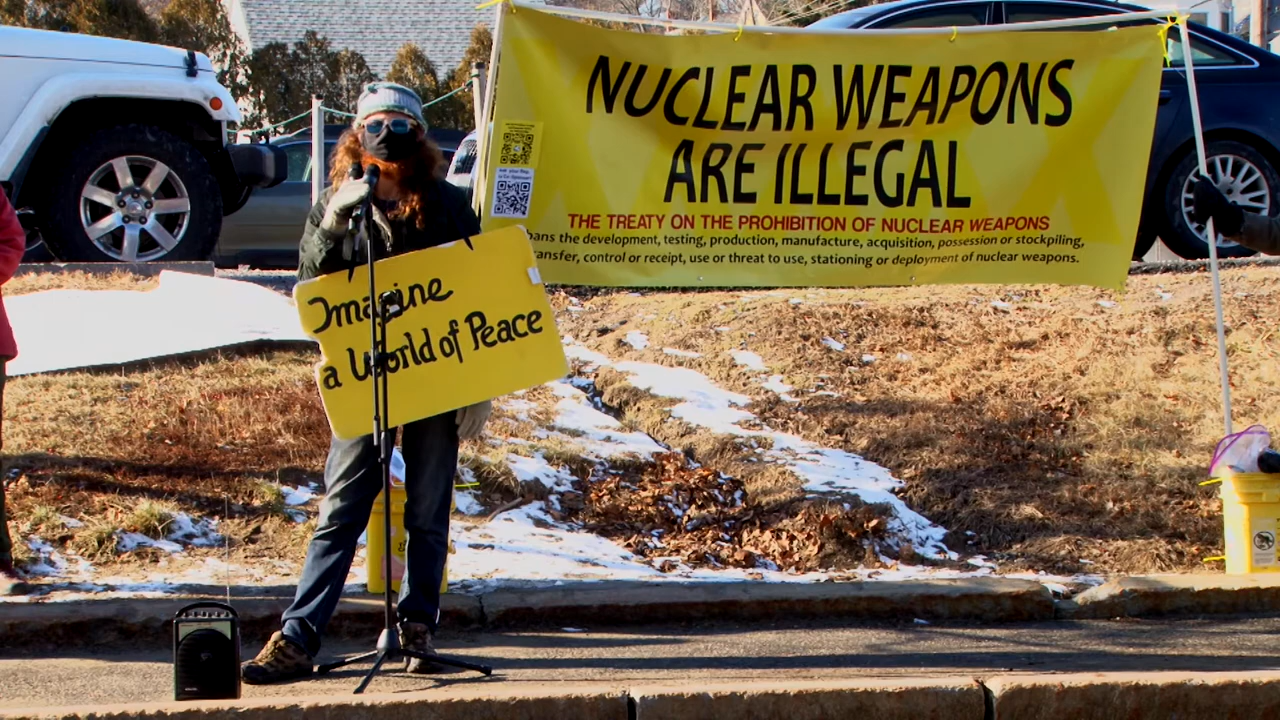 NUCLEAR WEAPONS
ARE ILLEGAL
THE TREATY ON THE PROHIBITION OF NUCLEAR WEAPONS
bans the development, testing, production, manufacture, acquisition, possession or stockpiling,
transfer, control or receipt, use or threat to use, stationing or deployment of nuclear weapons.
Imagine
a World of Peace